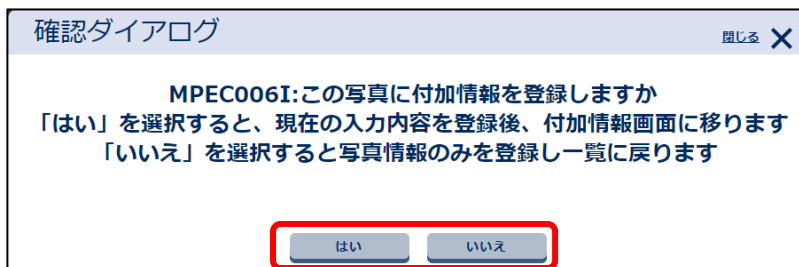 確認ダイアログ
閉じる
MPEC006I:この写真に付加情報を登録しますか
「はい」を選択すると、現在の入力内容を登録後、付加情報画面に移ります
「いいえ」を選択すると写真情報のみを登録し一覧に戻ります
はい いいえ